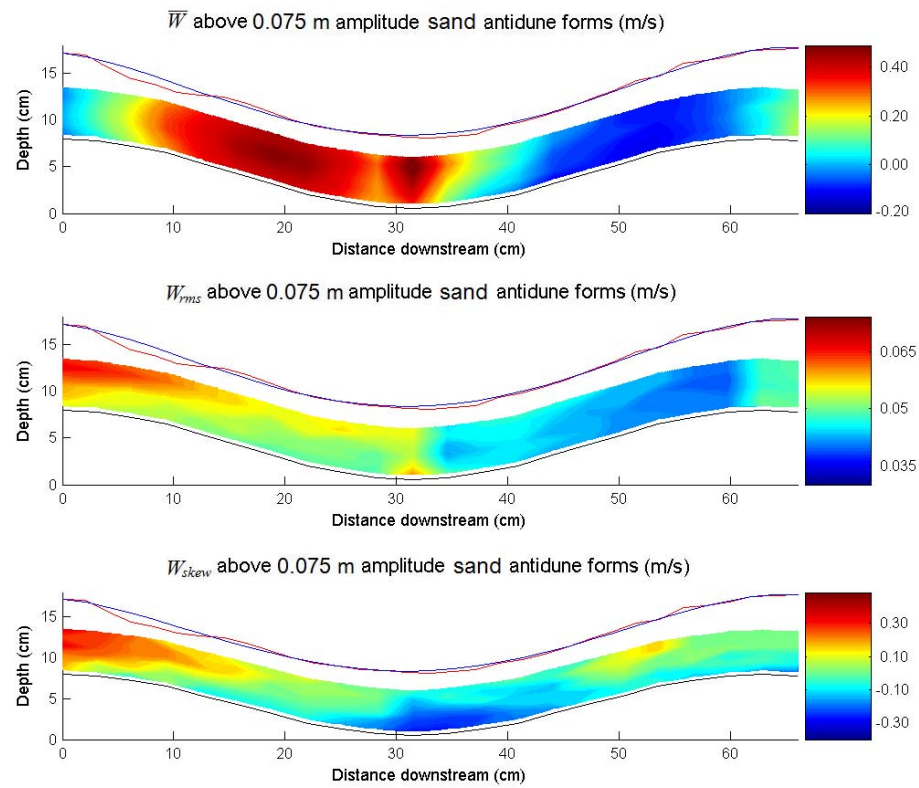 W̅ above 0.075 m amplitude sand antidune forms (m/s)
15
10
5
0
Depth (cm)
0 10 20 30 40 50 60
Distance downstream (cm)
0.40
0.20
0.00
-0.20
W_rms above 0.075 m amplitude sand antidune forms (m/s)
15
10
5
0
Depth (cm)
0 10 20 30 40 50 60
Distance downstream (cm)
0.065
0.05
0.035
W_skew above 0.075 m amplitude sand antidune forms (m/s)
15
10
5
0
Depth (cm)
0 10 20 30 40 50 60
Distance downstream (cm)
0.30
0.10
-0.10
-0.30